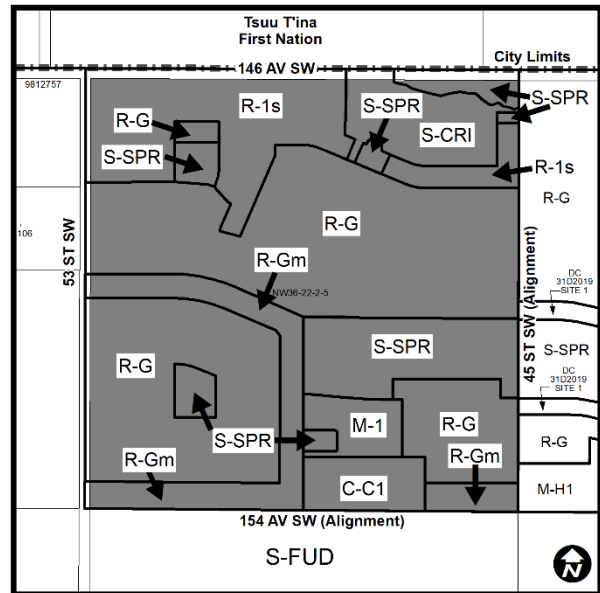 Tsuu T'ina
First Nation
City Limits
146 AV SW
9812757
R-1s
S-SPR
S-SPR
R-G
S-CRI
S-SPR
R-1s
R-G
R-G
53 ST SW
106
R-Gm
NW36-22-2-5
45 ST SW (Alignment)
DC
31D2019
SITE 1
S-SPR
S-SPR
R-G
DC
31D2019
SITE 1
M-1
R-G
S-SPR
R-G
R-Gm
R-Gm
C-C1
M-H1
154 AV SW (Alignment)
S-FUD
N